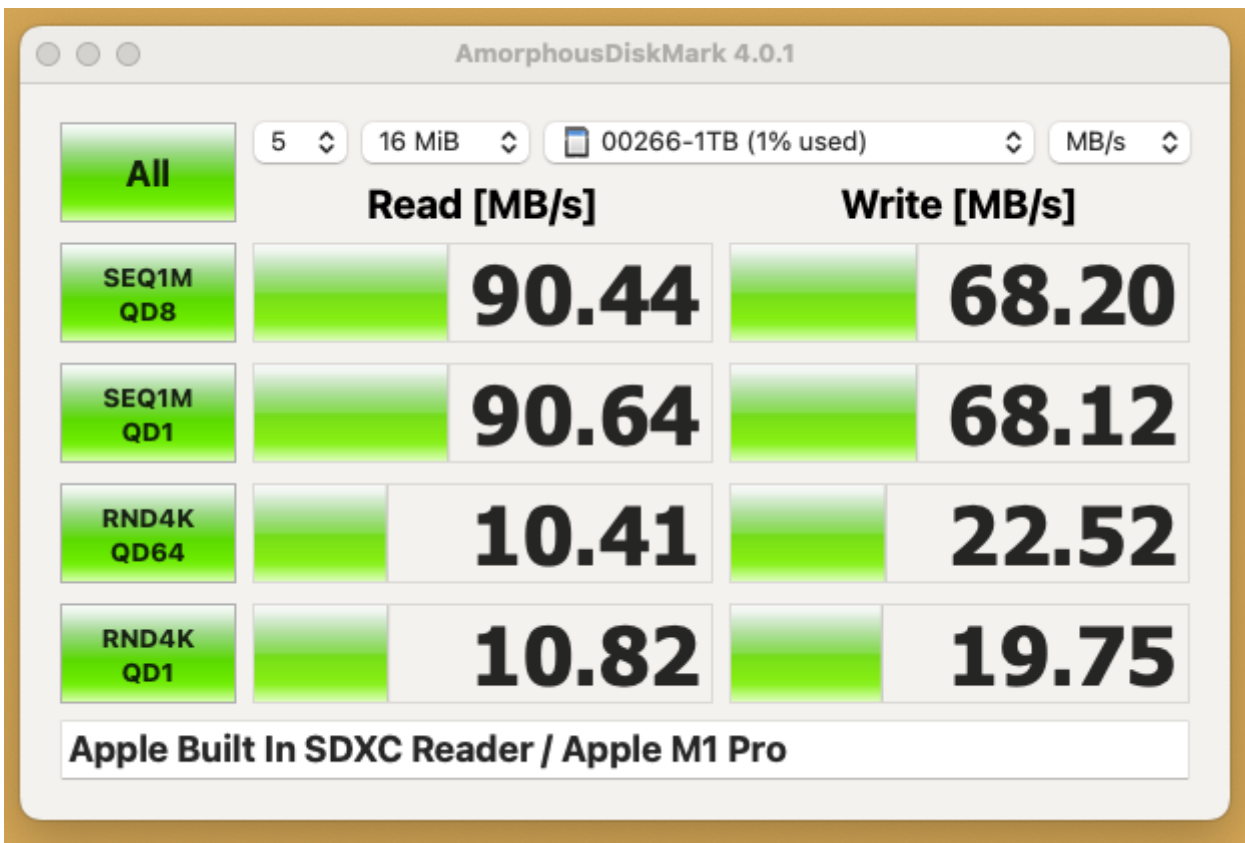 AmorphousDiskMark 4.0.1
All
5 16 MiB 00266-1TB (1% used) MB/s
Read [MB/s] Write [MB/s]
SEQ1M
QD8
90.44 68.20
SEQ1M
QD1
90.64 68.12
RND4K
QD64
10.41 22.52
RND4K
QD1
10.82 19.75
Apple Built In SDXC Reader / Apple M1 Pro